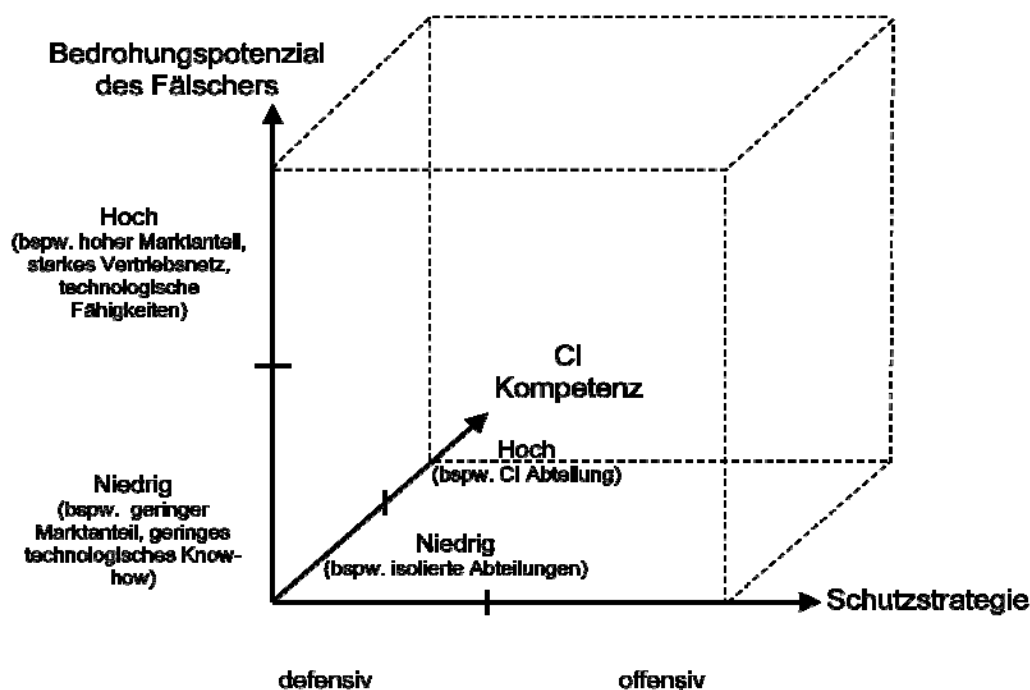 Bedrohungspotenzial
des Fälschers
Hoch
(bspw. hoher Marktanteil,
starkes Vertriebsnetz,
technologische
Fähigkeiten)
CI
Kompetenz
Hoch
(bspw. CI Abteilung)
Niedrig
(bspw. geringer
Marktanteil, geringes
technologisches Know-
how)
Niedrig
(bspw. isolierte Abteilungen)
Schutzstrategie
defensiv
offensiv